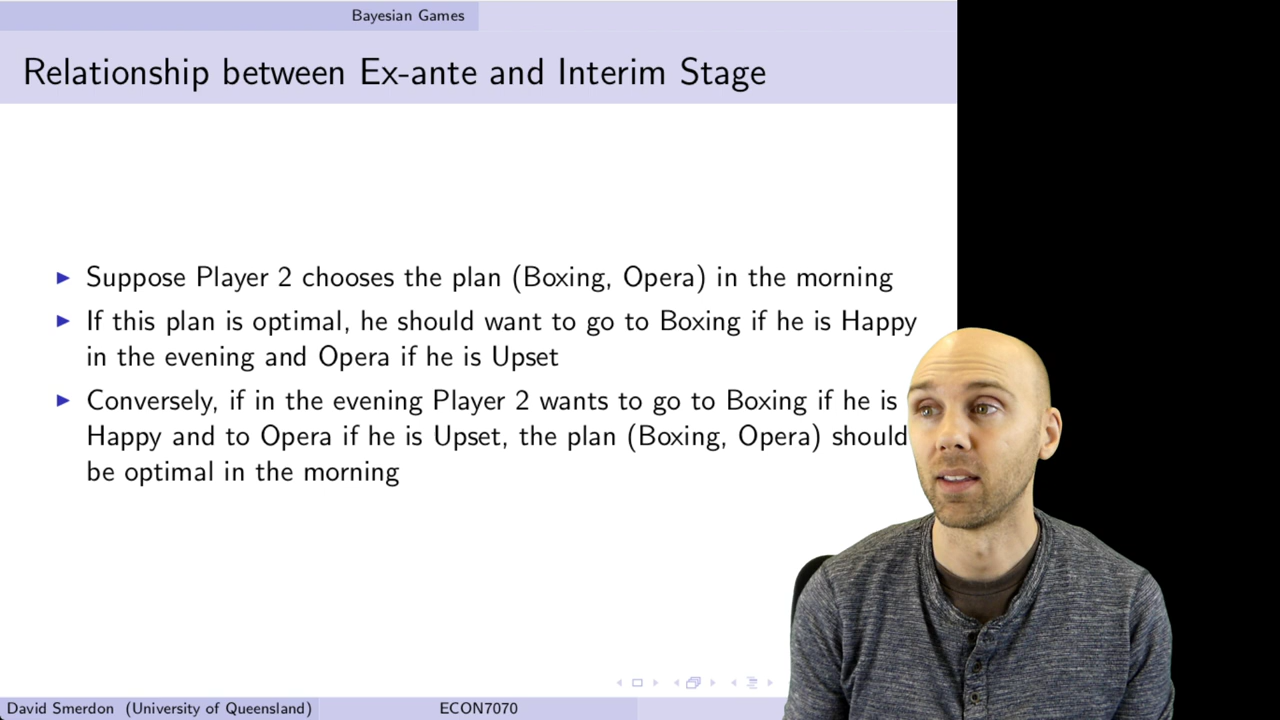 Bayesian Games
Relationship between Ex-ante and Interim Stage
Suppose Player 2 chooses the plan (Boxing, Opera) in the morning
If this plan is optimal, he should want to go to Boxing if he is Happy
in the evening and Opera if he is Upset
Conversely, if in the evening Player 2 wants to go to Boxing if he is
Happy and to Opera if he is Upset, the plan (Boxing, Opera) should
be optimal in the morning
David Smerdon (University of Queensland)
ECON7070